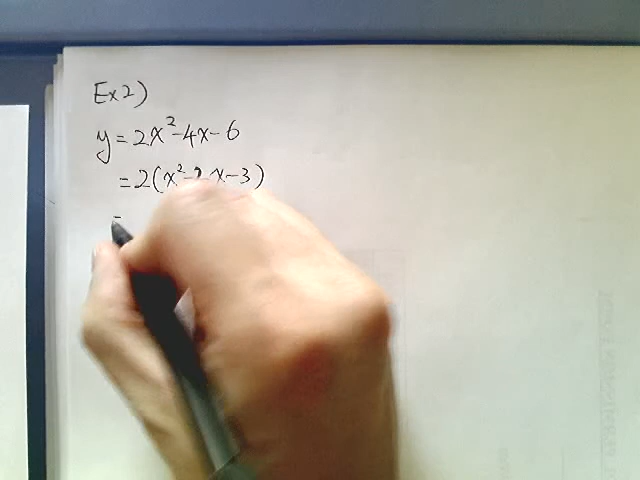 Ex2)
y = 2x² - 4x - 6
= 2(x² - 2x - 3)
=